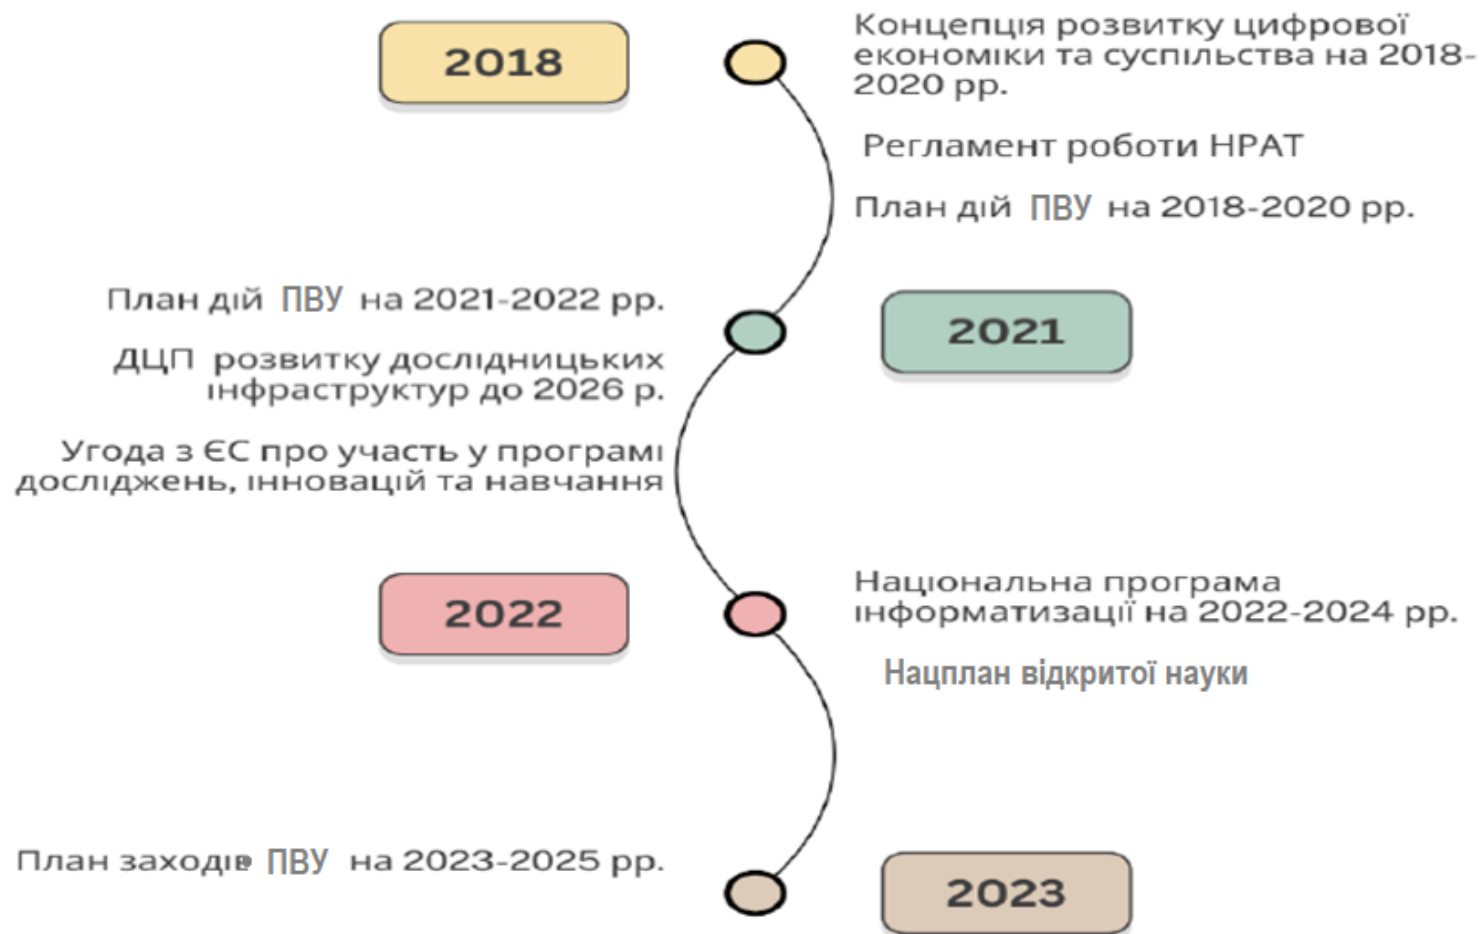 2018
Концепція розвитку цифрової
економіки та суспільства на 2018-
2020 рр.
Регламент роботи НРАТ
План дій ПВУ на 2018-2020 рр.
2021
План дій ПВУ на 2021-2022 рр.
ДЦП розвитку дослідницьких
інфраструктур до 2026 р.
Угода з ЄС про участь у програмі
досліджень, інновацій та навчання
2022
Національна програма
інформатизації на 2022-2024 рр.
Нацплан відкритої науки
2023
План заходів ПВУ на 2023-2025 рр.